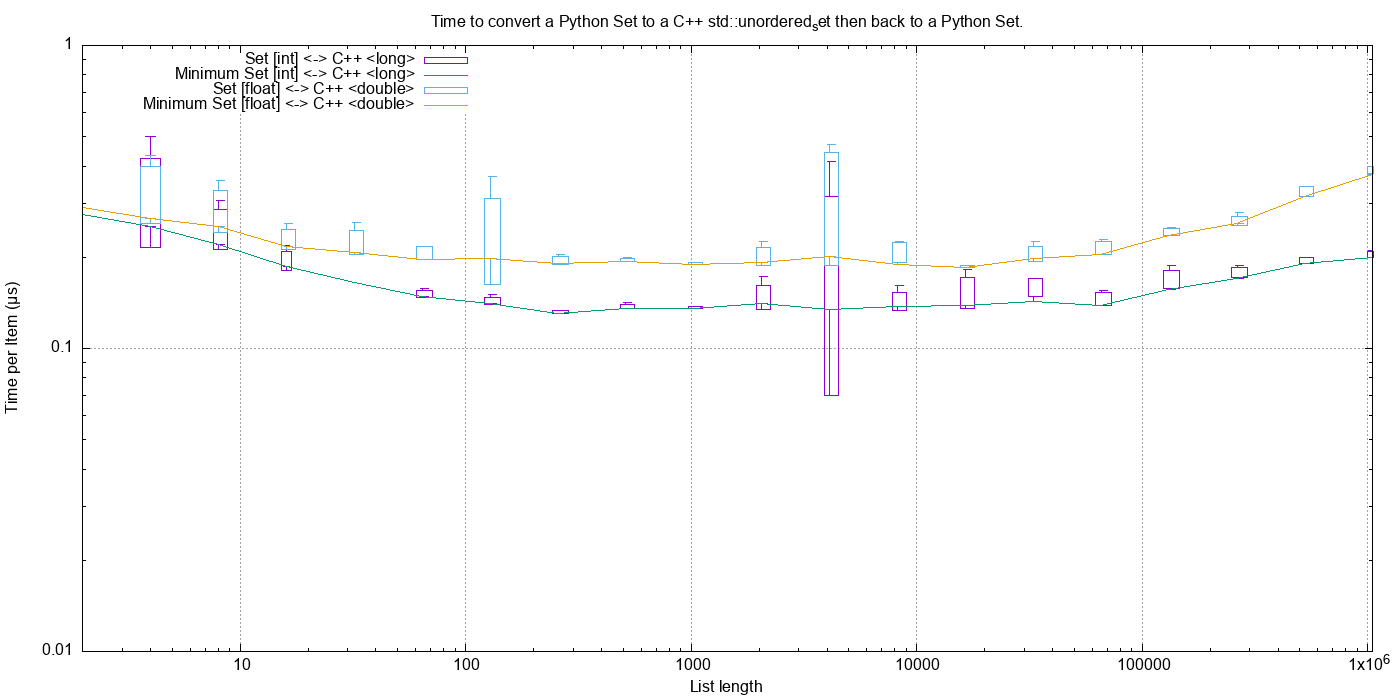 Time to convert a Python Set to a C++ std::unordered_set then back to a Python Set.
Set [int] <-> C++ <long>
Minimum Set [int] <-> C++ <long>
Set [float] <-> C++ <double>
Minimum Set [float] <-> C++ <double>
Time per Item (µs)
1
0.1
0.01
10
100
1000
10000
100000
1x10^6
List length